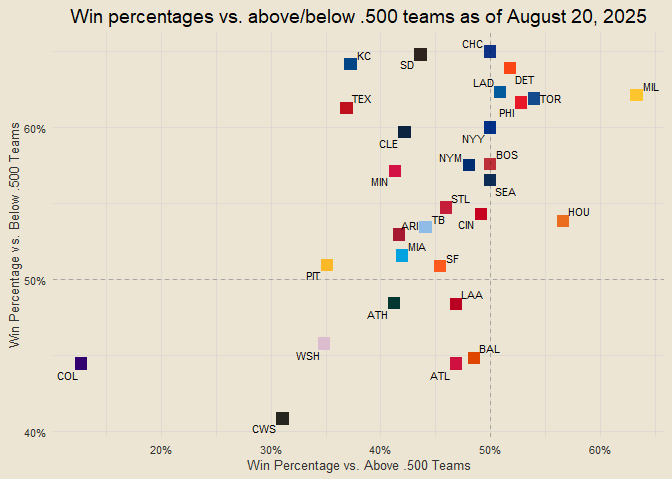 Win percentages vs. above/below .500 teams as of August 20, 2025
CHC
KC
SD
DET
LAD
MIL
TEX
TOR
PHI
60%
CLE
NYY
BOS
NYM
MIN
SEA
STL
HOU
TB
ARI
CIN
MIA
SF
PIT
50%
LAA
ATH
BAL
WSH
COL
ATL
CWS
40%
20%
30%
40%
50%
60%
Win Percentage vs. Above .500 Teams
Win Percentage vs. Below .500 Teams